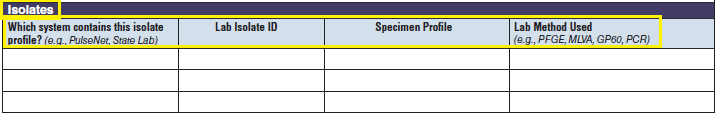 Isolates
Which system contains this isolate profile? (e.g., PulseNet, State Lab)
Lab Isolate ID
Specimen Profile
Lab Method Used
(e.g., PFGE, MLVA, GP60, PCR)